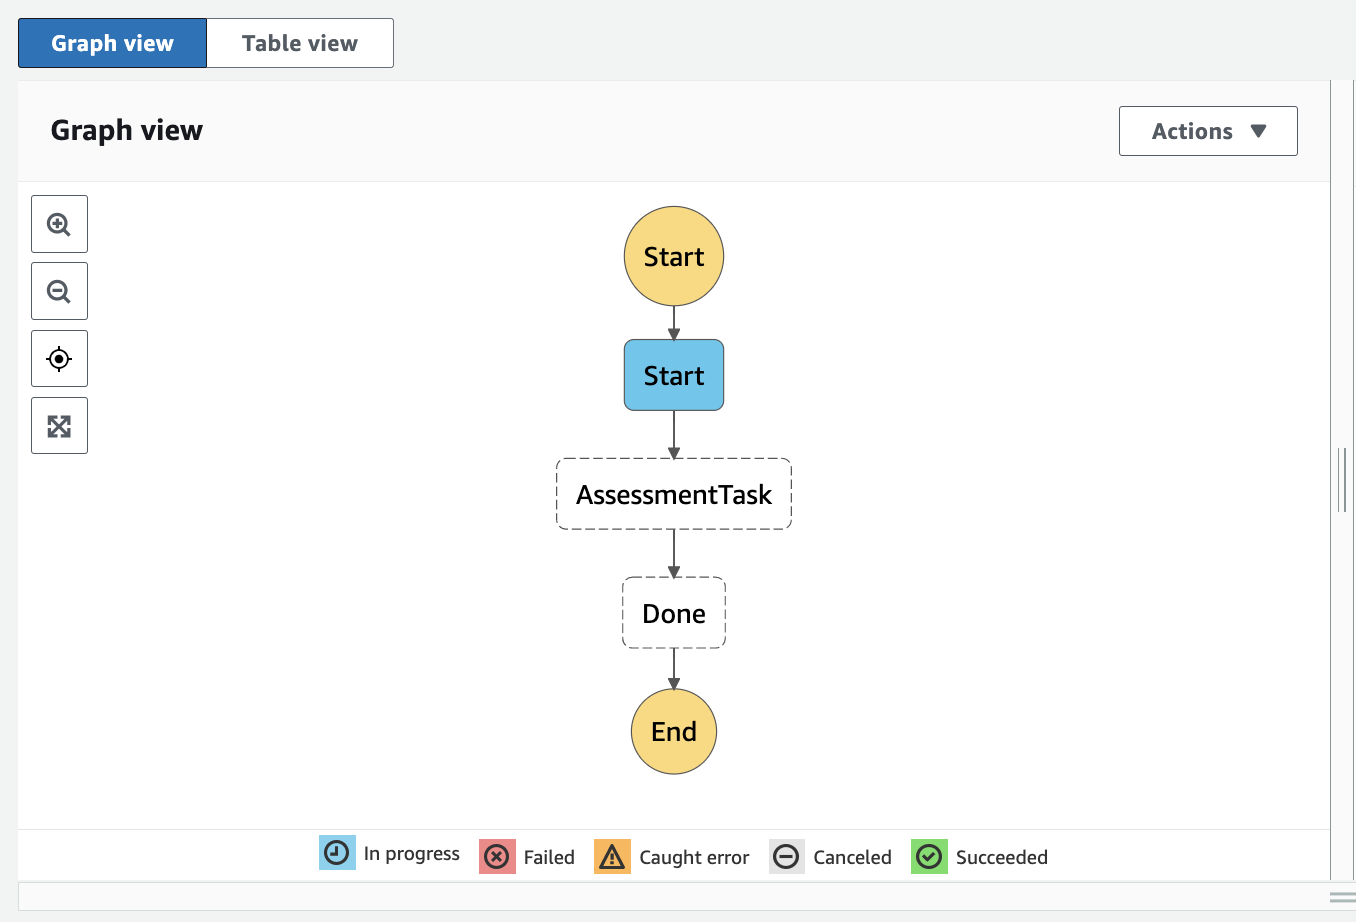 Graph view
Table view
Graph view
Actions
Start
Start
AssessmentTask
Done
End
In progress
Failed
Caught error
Canceled
Succeeded